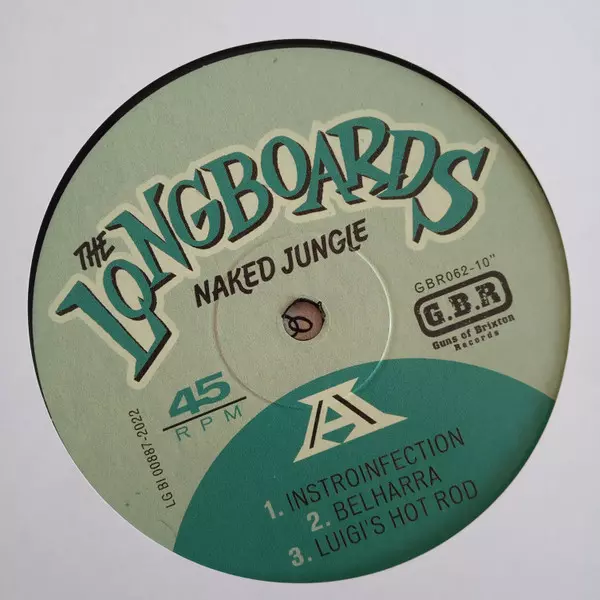 THE
LONGBOARDS
NAKED JUNGLE
GBR062-10"
G.B.R
Guns of Brixton
Records
45
RPM
LG BI 00887-2022
A
1. INSTROINFECTION
2. BELHARRA
3. LUIGI'S HOT ROD